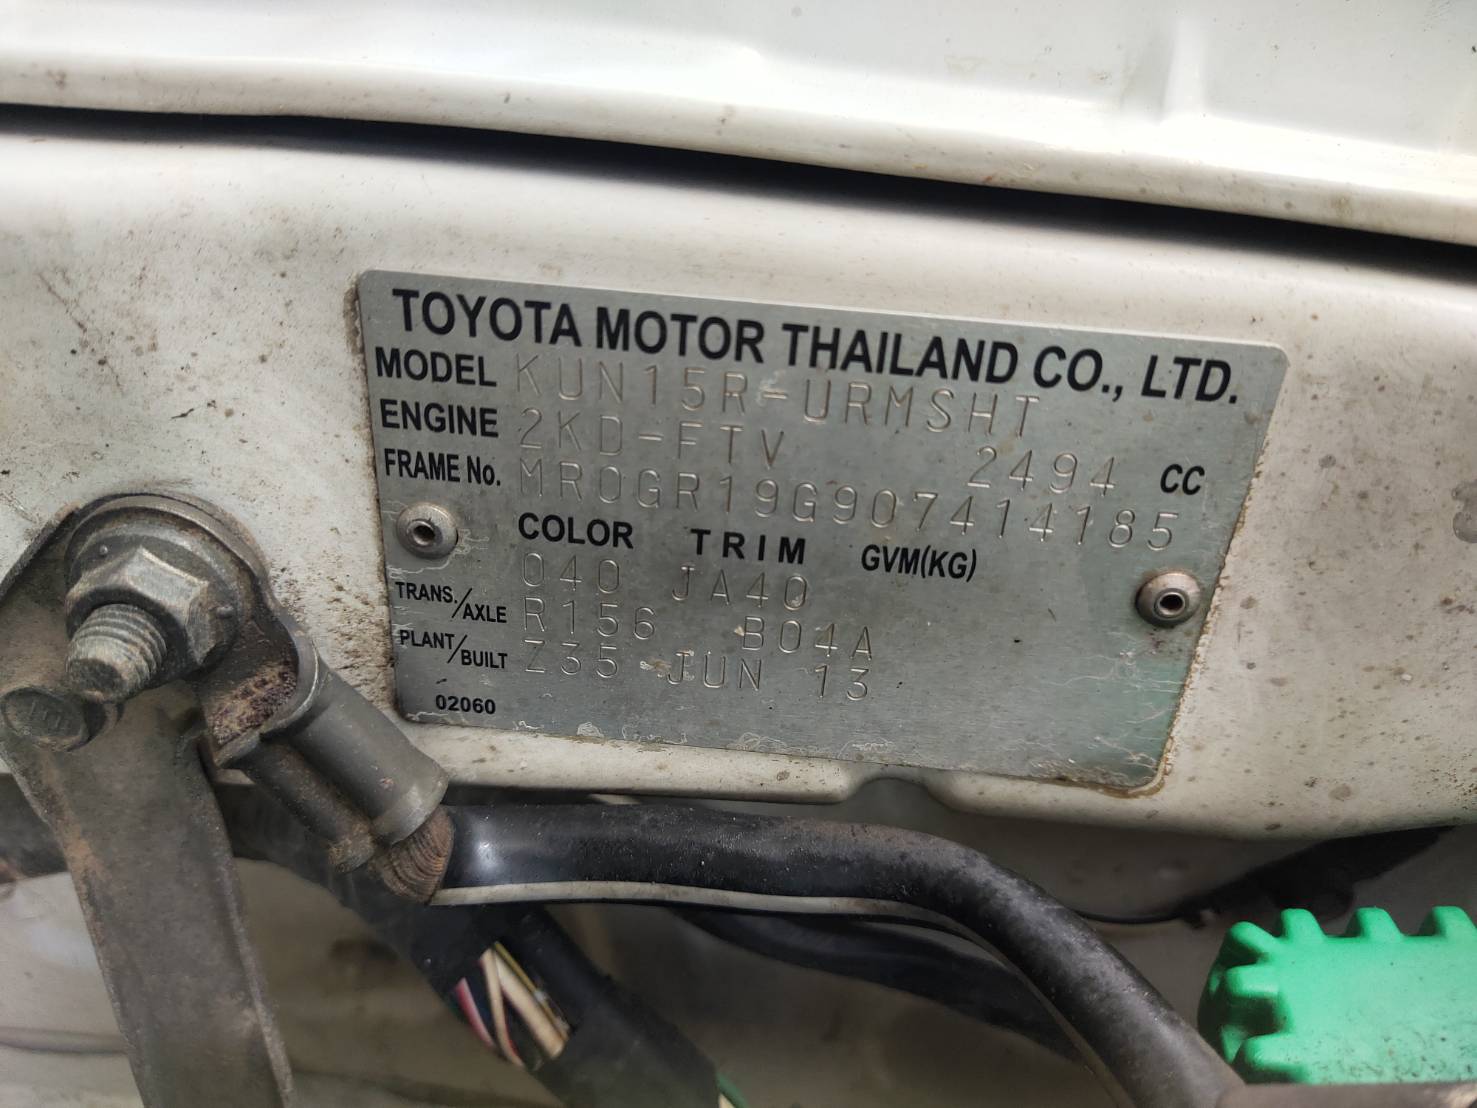 TOYOTA MOTOR THAILAND CO., LTD.
MODEL KUN15R-URMSHT
ENGINE 2KD-FTV 2494 CC
FRAME No. MR0GR19G907414185
COLOR TRIM GVM(KG)
040 JA40
TRANS./AXLE R156 B04A
PLANT/BUILT Z35 JUN 13
02060